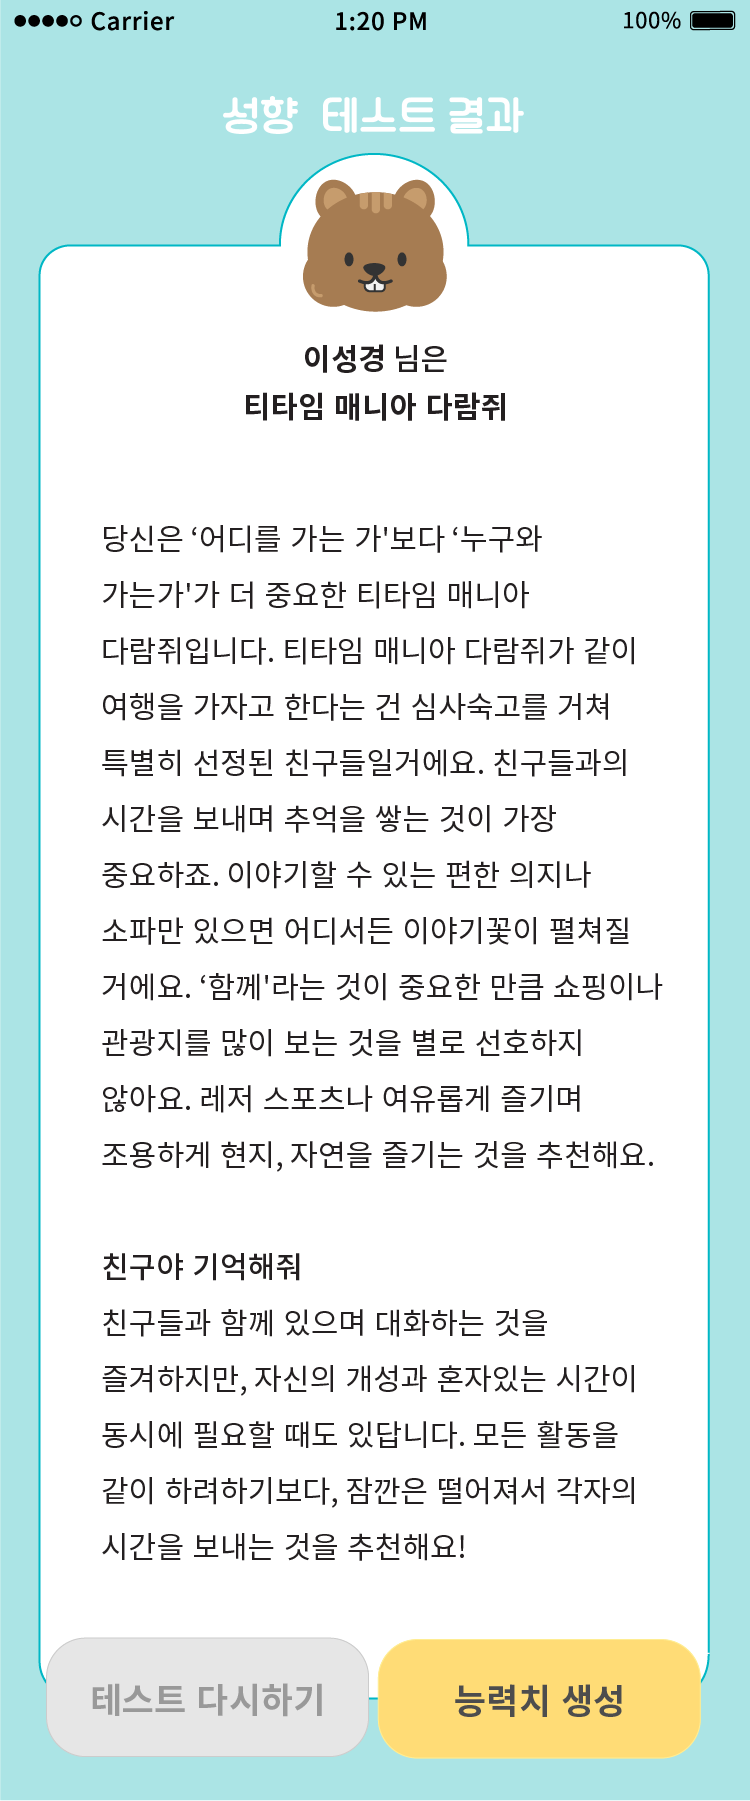 Carrier 1:20 PM 100%
성향 테스트 결과
이성경 님은
티타임 매니아 다람쥐
당신은 ‘어디를 가는 가'보다 ‘누구와
가는가'가 더 중요한 티타임 매니아
다람쥐입니다. 티타임 매니아 다람쥐가 같이
여행을 가자고 한다는 건 심사숙고를 거쳐
특별히 선정된 친구들일거에요. 친구들과의
시간을 보내며 추억을 쌓는 것이 가장
중요하죠. 이야기할 수 있는 편한 의지나
소파만 있으면 어디서든 이야기꽃이 펼쳐질
거에요. ‘함께'라는 것이 중요한 만큼 쇼핑이나
관광지를 많이 보는 것을 별로 선호하지
않아요. 레저 스포츠나 여유롭게 즐기며
조용하게 현지, 자연을 즐기는 것을 추천해요.
친구야 기억해줘
친구들과 함께 있으며 대화하는 것을
즐겨하지만, 자신의 개성과 혼자있는 시간이
동시에 필요할 때도 있답니다. 모든 활동을
같이 하려하기보다, 잠깐은 떨어져서 각자의
시간을 보내는 것을 추천해요!
테스트 다시하기 능력치 생성